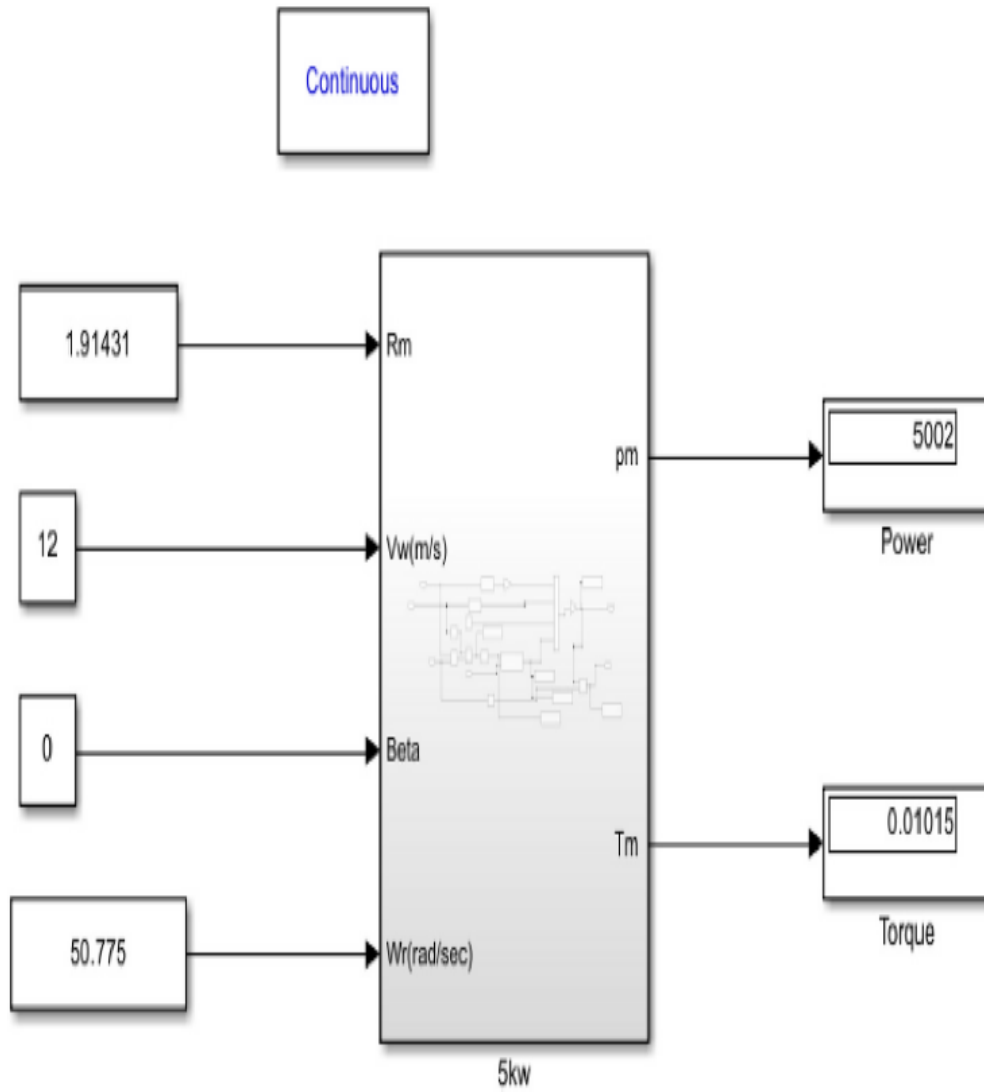 Continuous
1.91431
Rm
12
Vw(m/s)
0
Beta
50.775
Wr(rad/sec)
pm
5002
Power
Tm
0.01015
Torque
5kw